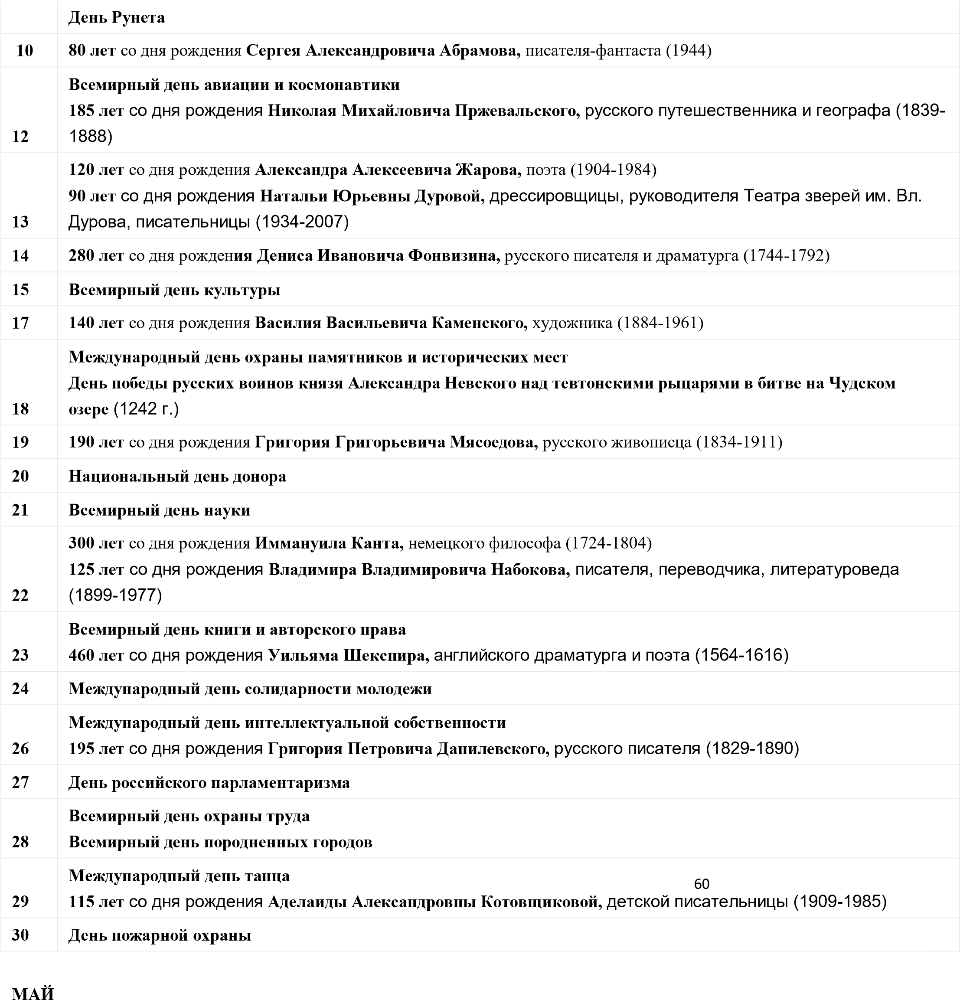 День Рунета
10 80 лет со дня рождения Сергея Александровича Абрамова, писателя-фантаста (1944)
Всемирный день авиации и космонавтики
185 лет со дня рождения Николая Михайловича Пржевальского, русского путешественника и географа (1839-
12 1888)
120 лет со дня рождения Александра Алексеевича Жарова, поэта (1904-1984)
90 лет со дня рождения Натальи Юрьевны Дуровой, дрессировщицы, руководителя Театра зверей им. Вл.
13 Дурова, писательницы (1934-2007)
14 280 лет со дня рождения Дениса Ивановича Фонвизина, русского писателя и драматурга (1744-1792)
15 Всемирный день культуры
17 140 лет со дня рождения Василия Васильевича Каменского, художника (1884-1961)
Международный день охраны памятников и исторических мест
День победы русских воинов князя Александра Невского над тевтонскими рыцарями в битве на Чудском
18 озере (1242 г.)
19 190 лет со дня рождения Григория Григорьевича Мясоедова, русского живописца (1834-1911)
20 Национальный день донора
21 Всемирный день науки
300 лет со дня рождения Иммануила Канта, немецкого философа (1724-1804)
125 лет со дня рождения Владимира Владимировича Набокова, писателя, переводчика, литературоведа
22 (1899-1977)
Всемирный день книги и авторского права
23 460 лет со дня рождения Уильяма Шекспира, английского драматурга и поэта (1564-1616)
24 Международный день солидарности молодежи
Международный день интеллектуальной собственности
26 195 лет со дня рождения Григория Петровича Данилевского, русского писателя (1829-1890)
27 День российского парламентаризма
Всемирный день охраны труда
28 Всемирный день породненных городов
Международный день танца
60
29 115 лет со дня рождения Аделаиды Александровны Котовщиковой, детской писательницы (1909-1985)
30 День пожарной охраны
МАЙ